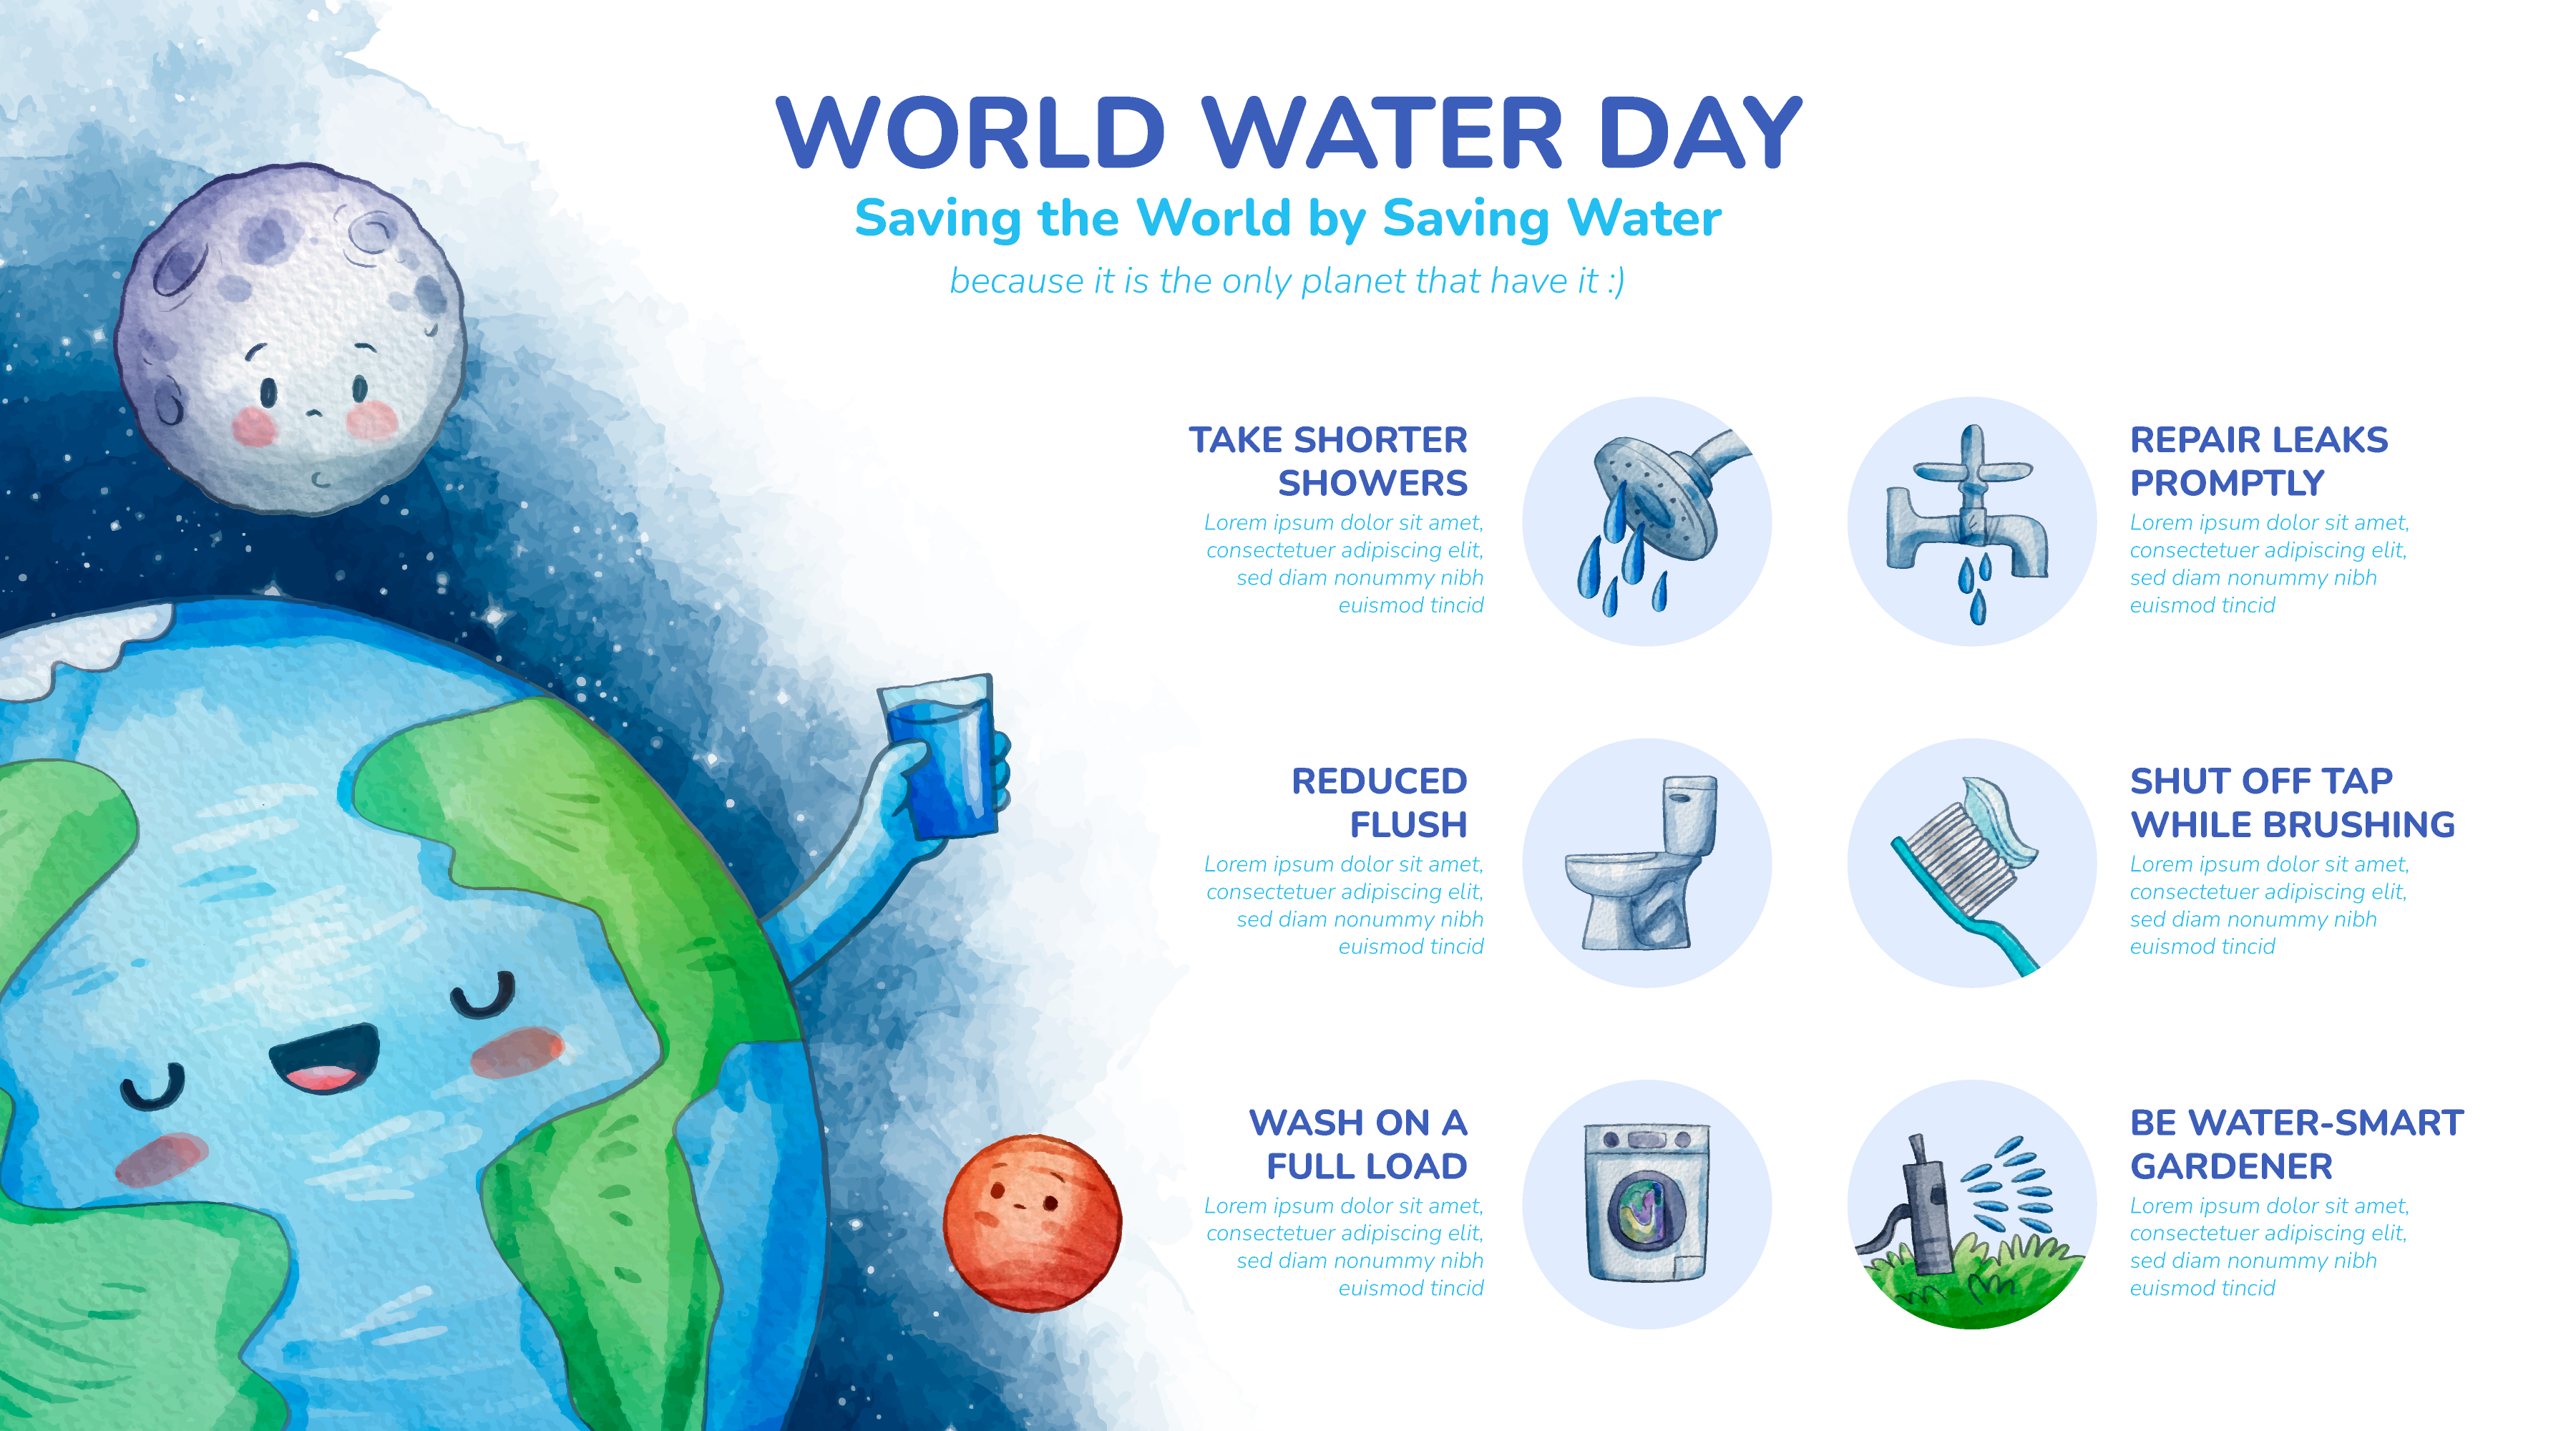 WORLD WATER DAY
Saving the World by Saving Water
because it is the only planet that have it :)
TAKE SHORTER
SHOWERS
Lorem ipsum dolor sit amet,
consectetuer adipiscing elit,
sed diam nonummy nibh
euismod tincid
REPAIR LEAKS
PROMPTLY
Lorem ipsum dolor sit amet,
consectetuer adipiscing elit,
sed diam nonummy nibh
euismod tincid
REDUCED
FLUSH
Lorem ipsum dolor sit amet,
consectetuer adipiscing elit,
sed diam nonummy nibh
euismod tincid
SHUT OFF TAP
WHILE BRUSHING
Lorem ipsum dolor sit amet,
consectetuer adipiscing elit,
sed diam nonummy nibh
euismod tincid
WASH ON A
FULL LOAD
Lorem ipsum dolor sit amet,
consectetuer adipiscing elit,
sed diam nonummy nibh
euismod tincid
BE WATER-SMART
GARDENER
Lorem ipsum dolor sit amet,
consectetuer adipiscing elit,
sed diam nonummy nibh
euismod tincid